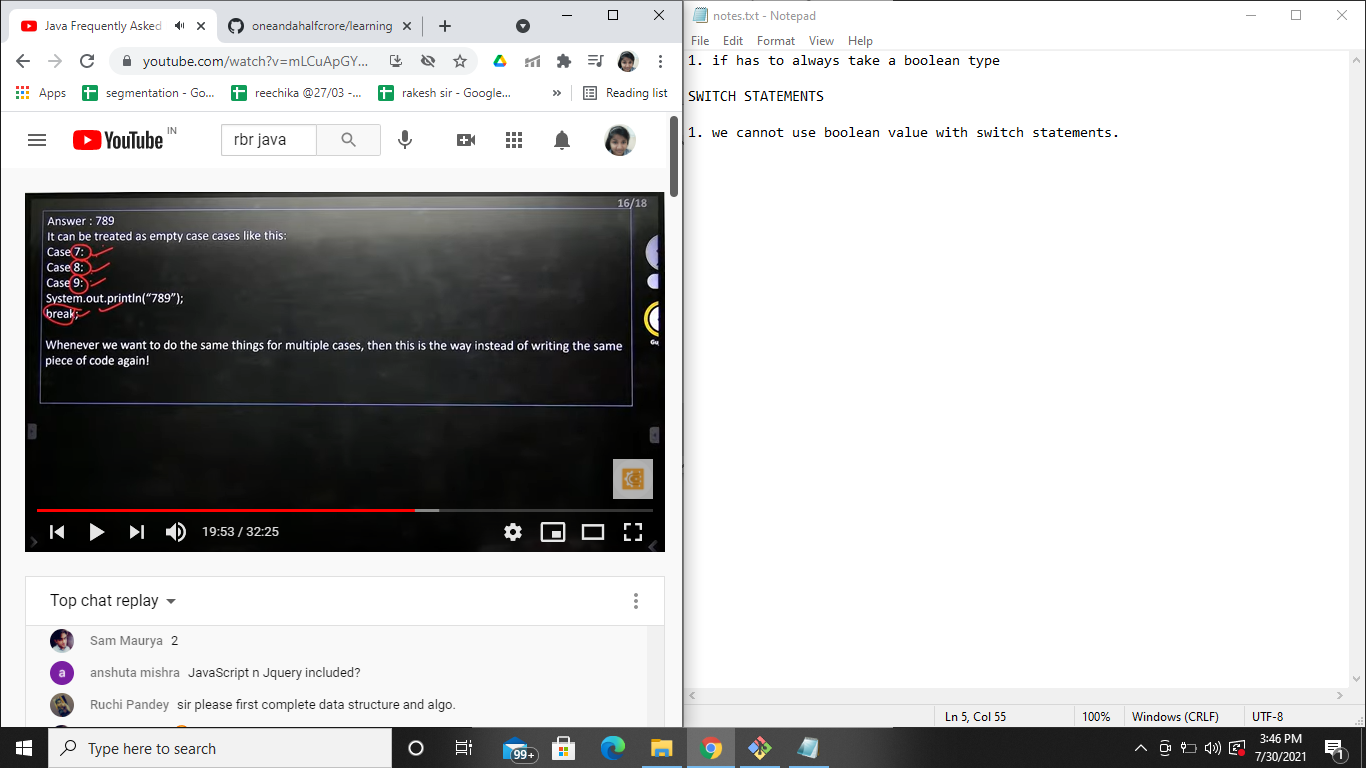 Java Frequently Asked
oneandahalfcrore/learning
youtube.com/watch?v=mLCuApGY...
Apps
segmentation - Go...
reechika @27/03 -...
rakesh sir - Google...
»
Reading list
YouTube IN
rbr java
16/18
Answer : 789
It can be treated as empty case cases like this:
Case 7:
Case 8:
Case 9:
System.out.println(“789”);
break;
Whenever we want to do the same things for multiple cases, then this is the way instead of writing the same
piece of code again!
19:53 / 32:25
Top chat replay
Sam Maurya 2
a anshuta mishra JavaScript n Jquery included?
Ruchi Pandey sir please first complete data structure and algo.
notes.txt - Notepad
File Edit Format View Help
1. if has to always take a boolean type
SWITCH STATEMENTS
1. we cannot use boolean value with switch statements.
Ln 5, Col 55 100% Windows (CRLF) UTF-8
Type here to search
99+
3:46 PM
7/30/2021
1